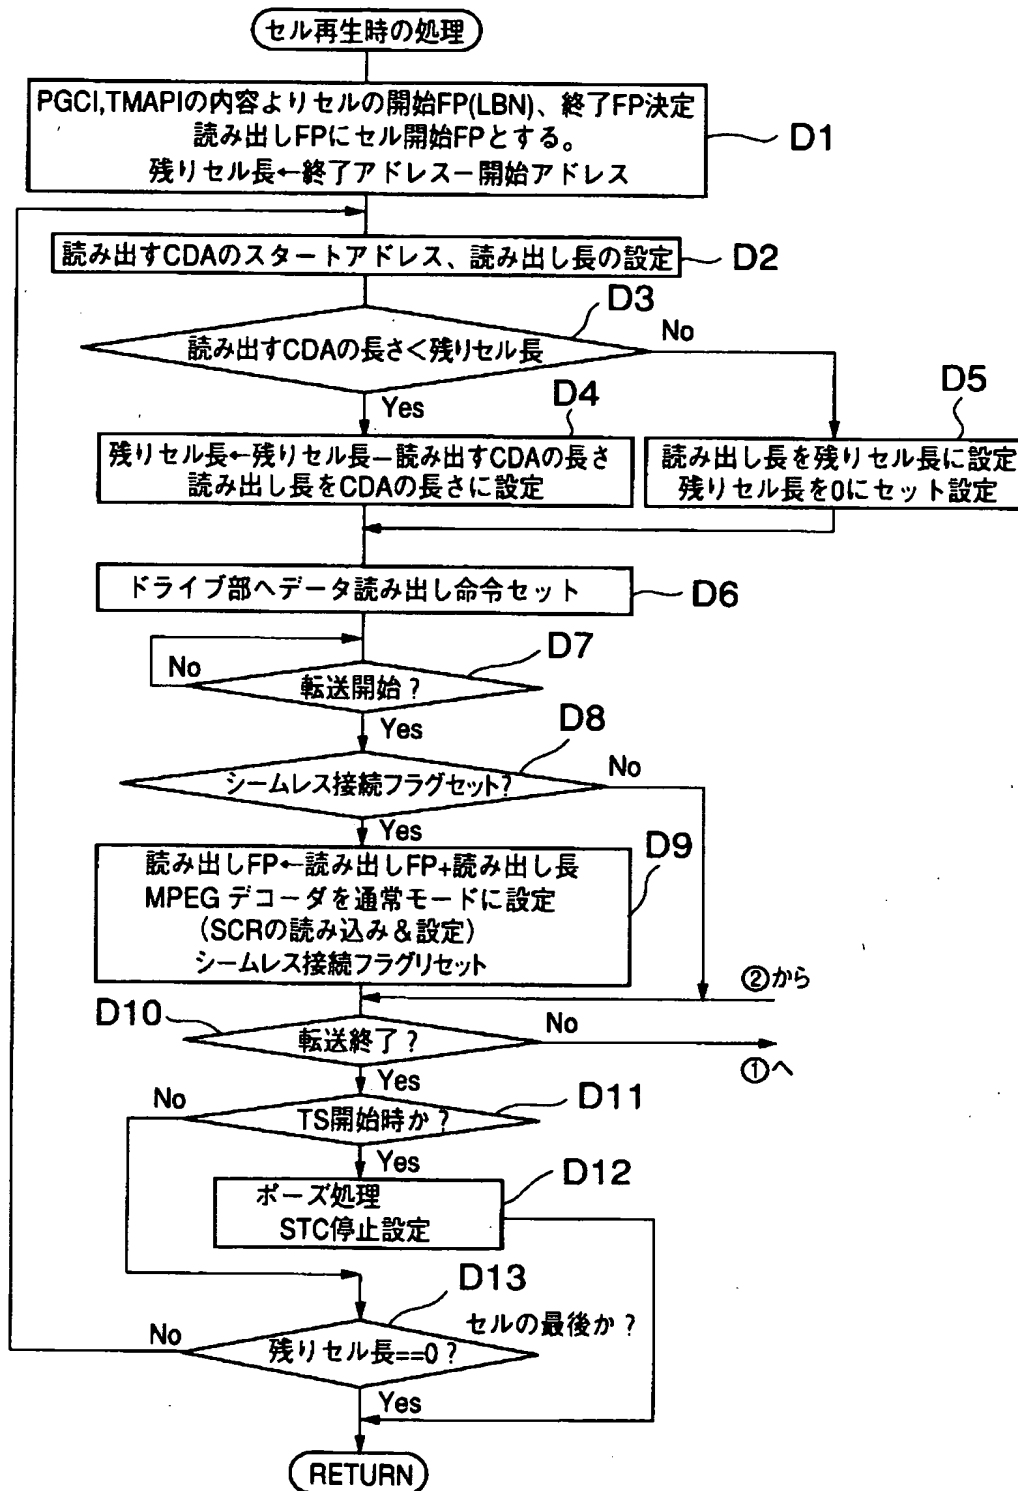 セル再生時の処理
PGCI,TMAPIの内容よりセルの開始FP(LBN)、終了FP決定
読み出しFPにセル開始FPとする。
残りセル長←終了アドレスー開始アドレス
D1
読み出すCDAのスタートアドレス、読み出し長の設定
D2
D3
読み出すCDAの長さ<残りセル長
No
Yes
D4
D5
残りセル長←残りセル長ー読み出すCDAの長さ
読み出し長をCDAの長さに設定
読み出し長を残りセル長に設定
残りセル長を0にセット設定
ドライブ部へデータ読み出し命令セット
D6
D7
No
転送開始?
Yes
D8
シームレス接続フラグセット?
No
Yes
D9
読み出しFP←読み出しFP+読み出し長
MPEG デコーダを通常モードに設定
(SCRの読み込み&設定)
シームレス接続フラグリセット
②から
D10
転送終了?
No
①へ
Yes
No
D11
TS開始時か?
Yes
D12
ポーズ処理
STC停止設定
D13
セルの最後か?
No
残りセル長==0?
Yes
RETURN